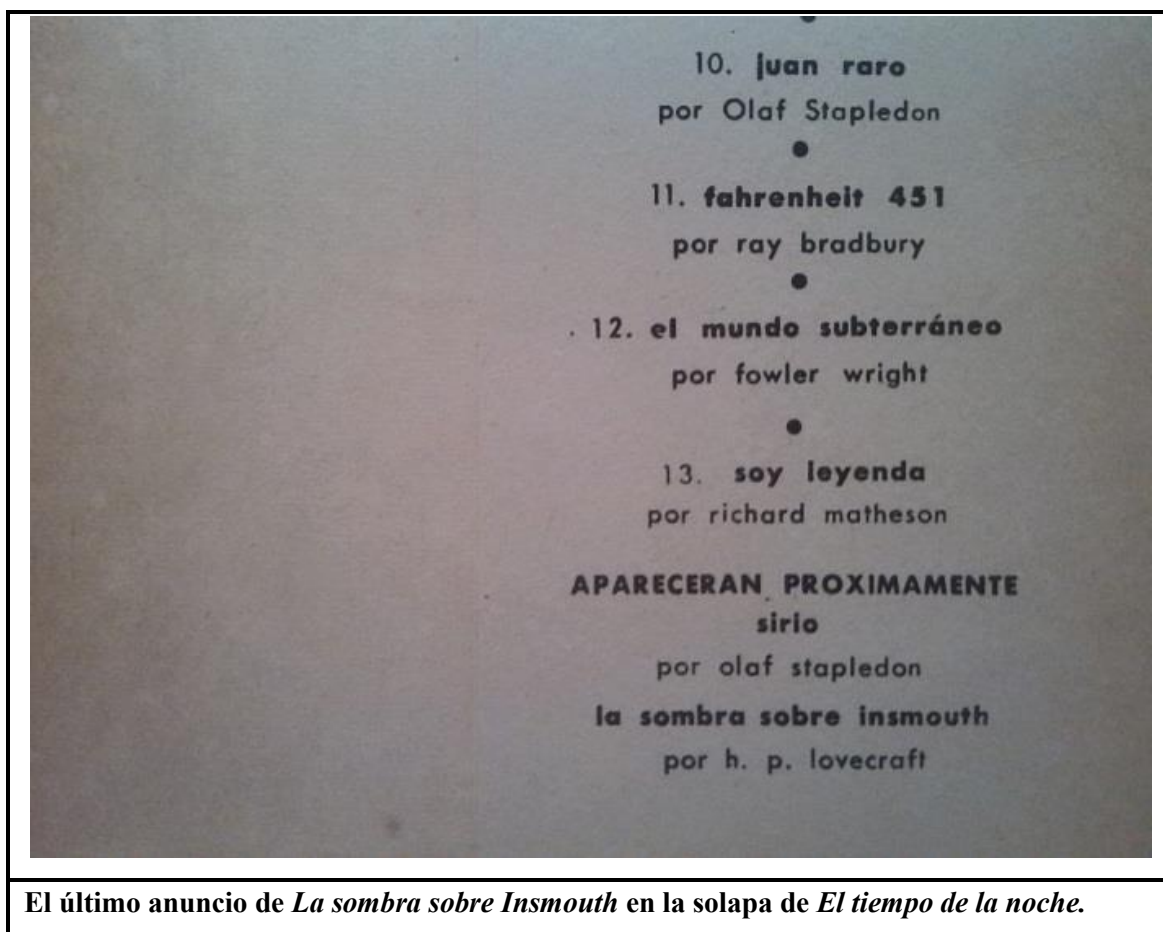 10. juan raro
por Olaf Stapledon
11. fahrenheit 451
por ray bradbury
12. el mundo subterráneo
por fowler wright
13. soy leyenda
por richard matheson
APARECERAN PROXIMAMENTE
sirio
por olaf stapledon
la sombra sobre insmouth
por h. p. lovecraft
El último anuncio de La sombra sobre Insmouth en la solapa de El tiempo de la noche.